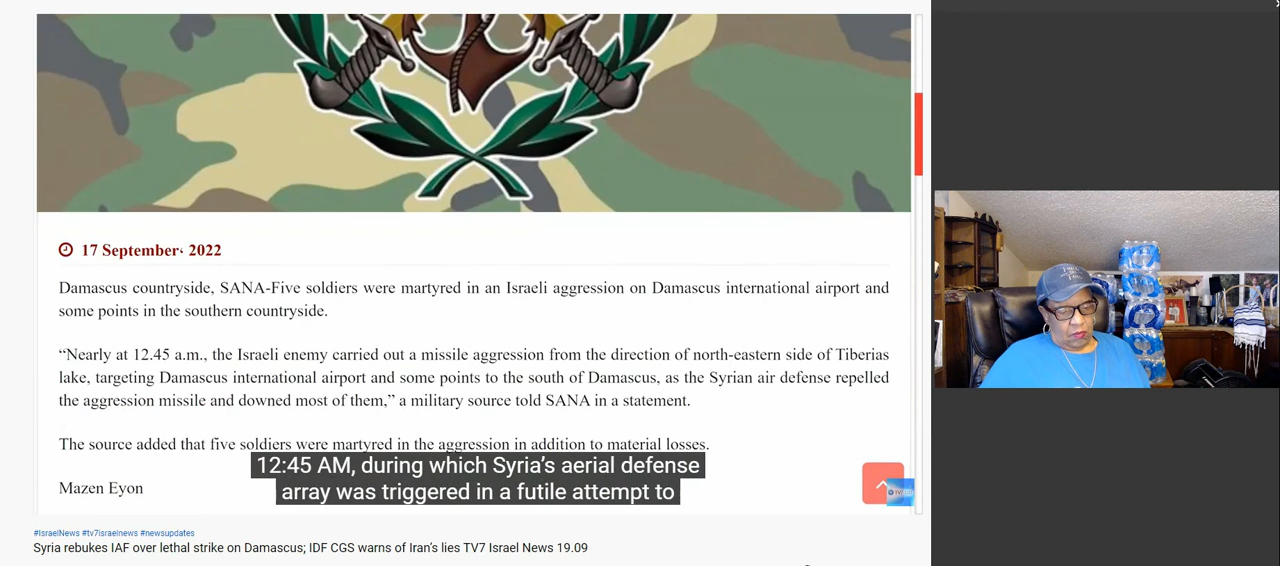 17 September، 2022
Damascus countryside, SANA-Five soldiers were martyred in an Israeli aggression on Damascus international airport and
some points in the southern countryside.
“Nearly at 12.45 a.m., the Israeli enemy carried out a missile aggression from the direction of north-eastern side of Tiberias
lake, targeting Damascus international airport and some points to the south of Damascus, as the Syrian air defense repelled
the aggression missile and downed most of them,” a military source told SANA in a statement.
The source added that five soldiers were martyred in the aggression in addition to material losses.
12:45 AM, during which Syria’s aerial defense
array was triggered in a futile attempt to
Mazen Eyon
#IsraelNews #tv7israelnews #newsupdates
Syria rebukes IAF over lethal strike on Damascus; IDF CGS warns of Iran’s lies TV7 Israel News 19.09